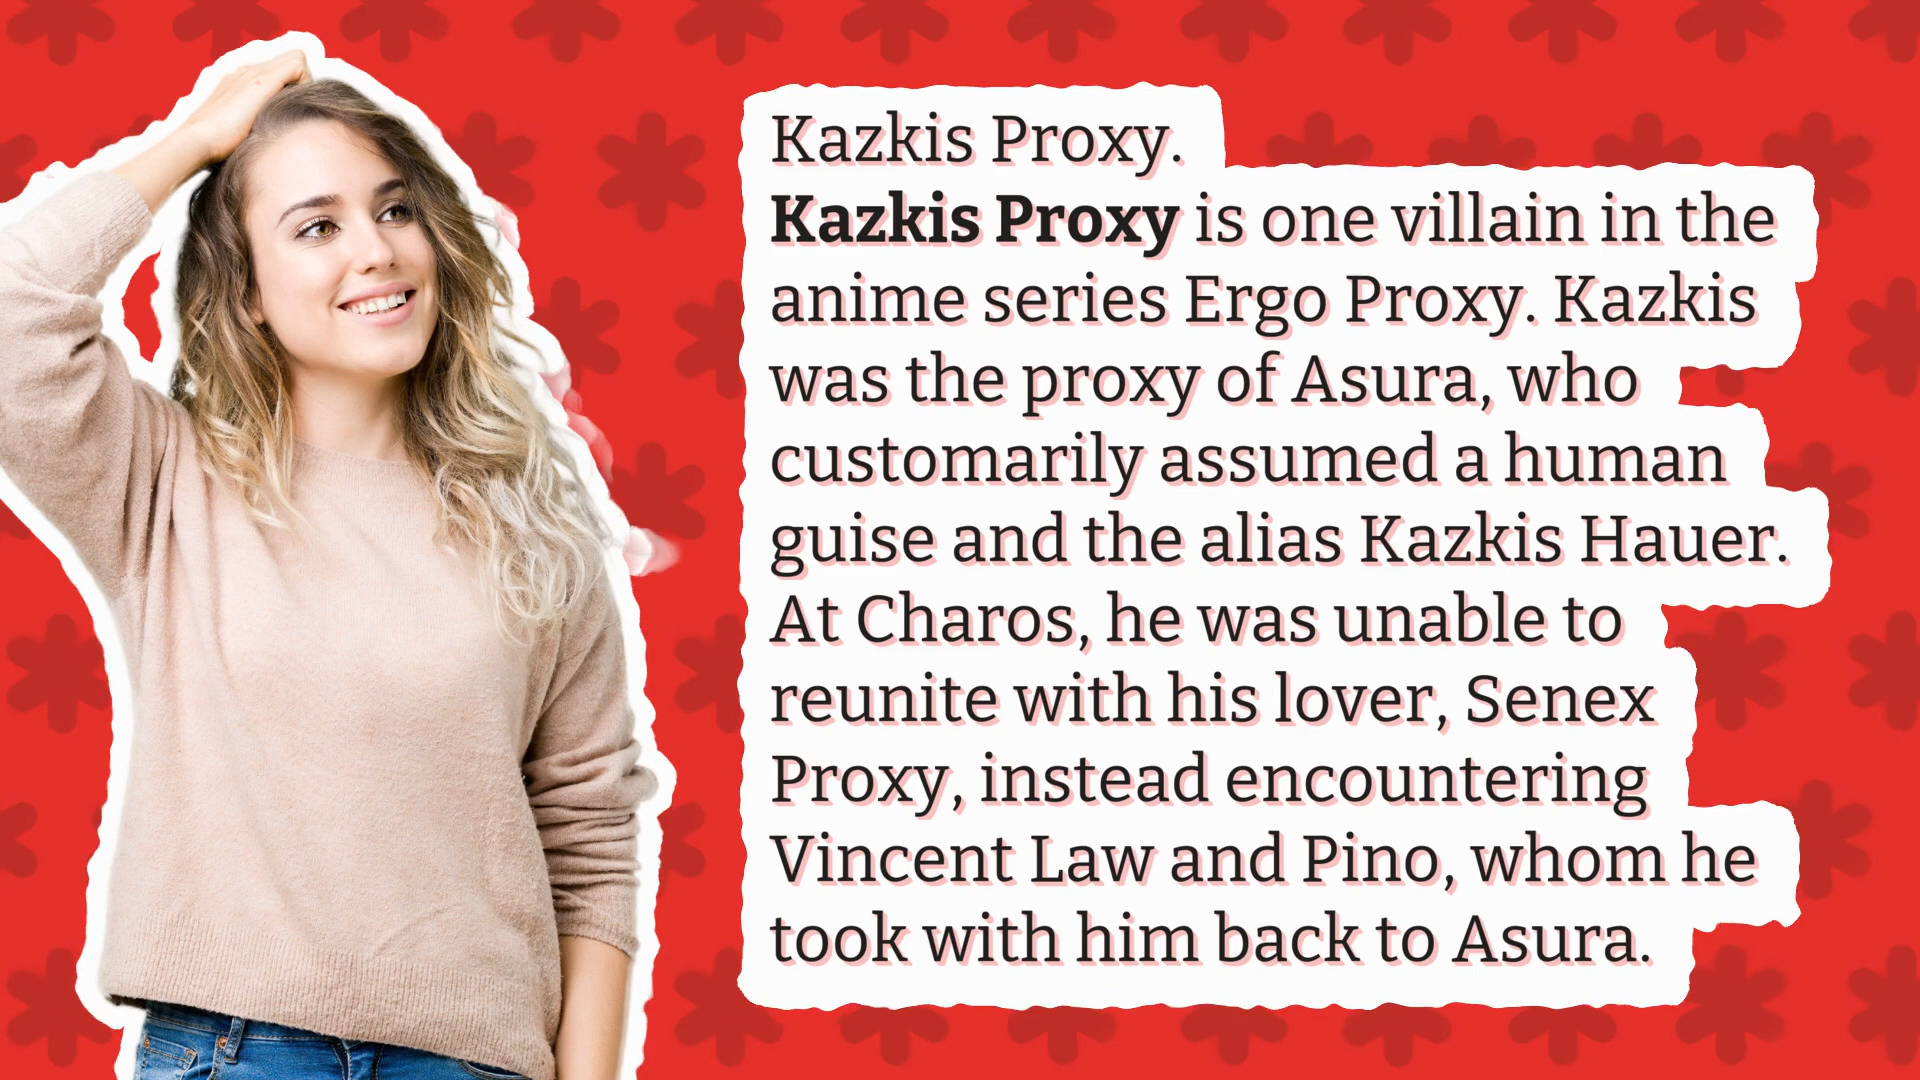 Kazkis Proxy.
Kazkis Proxy is one villain in the
anime series Ergo Proxy. Kazkis
was the proxy of Asura, who
customarily assumed a human
guise and the alias Kazkis Hauer.
At Charos, he was unable to
reunite with his lover, Senex
Proxy, instead encountering
Vincent Law and Pino, whom he
took with him back to Asura.